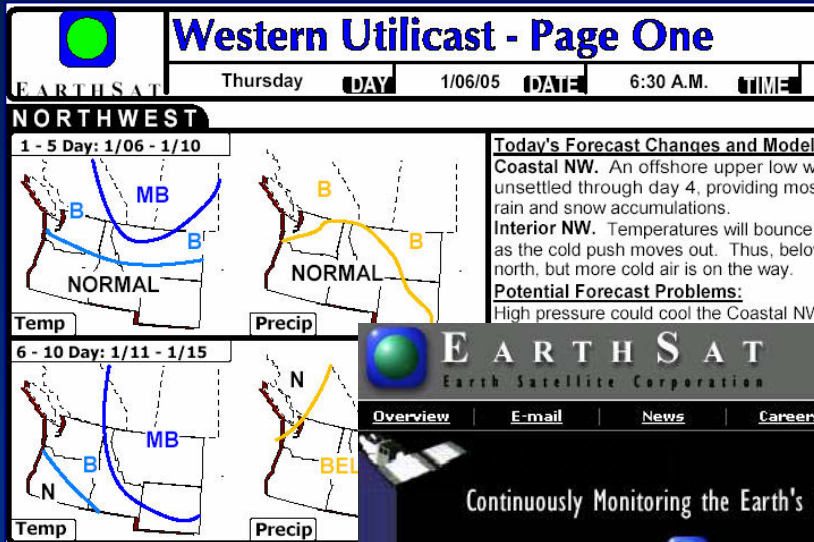 Western Utilicast - Page One
EARTHSAT
Thursday DAY 1/06/05 DATE 6:30 A.M. TIME
NORTHWEST
1 - 5 Day: 1/06 - 1/10
MB
B
B
NORMAL
Temp
B
B
NORMAL
Precip
Today's Forecast Changes and Model
Coastal NW. An offshore upper low w
unsettled through day 4, providing mos
rain and snow accumulations.
Interior NW. Temperatures will bounce
as the cold push moves out. Thus, belo
north, but more cold air is on the way.
Potential Forecast Problems:
High pressure could cool the Coastal NW
6 - 10 Day: 1/11 - 1/15
MB
B
N
Temp
N
BEL
Precip
EARTHSAT
Earth Satellite Corporation
Overview | E-mail | News | Careers
Continuously Monitoring the Earth's